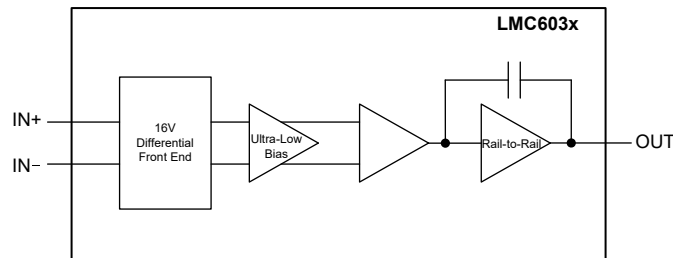 LMC603x
IN+
IN−
16V
Differential
Front End
Ultra-Low
Bias
Rail-to-Rail
OUT